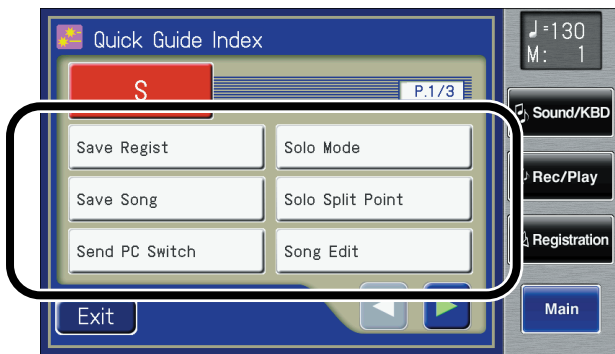 Quick Guide Index
♩=130
M: 1
S
P.1/3
Sound/KBD
Save Regist
Solo Mode
Rec/Play
Save Song
Solo Split Point
Registration
Send PC Switch
Song Edit
Exit
Main